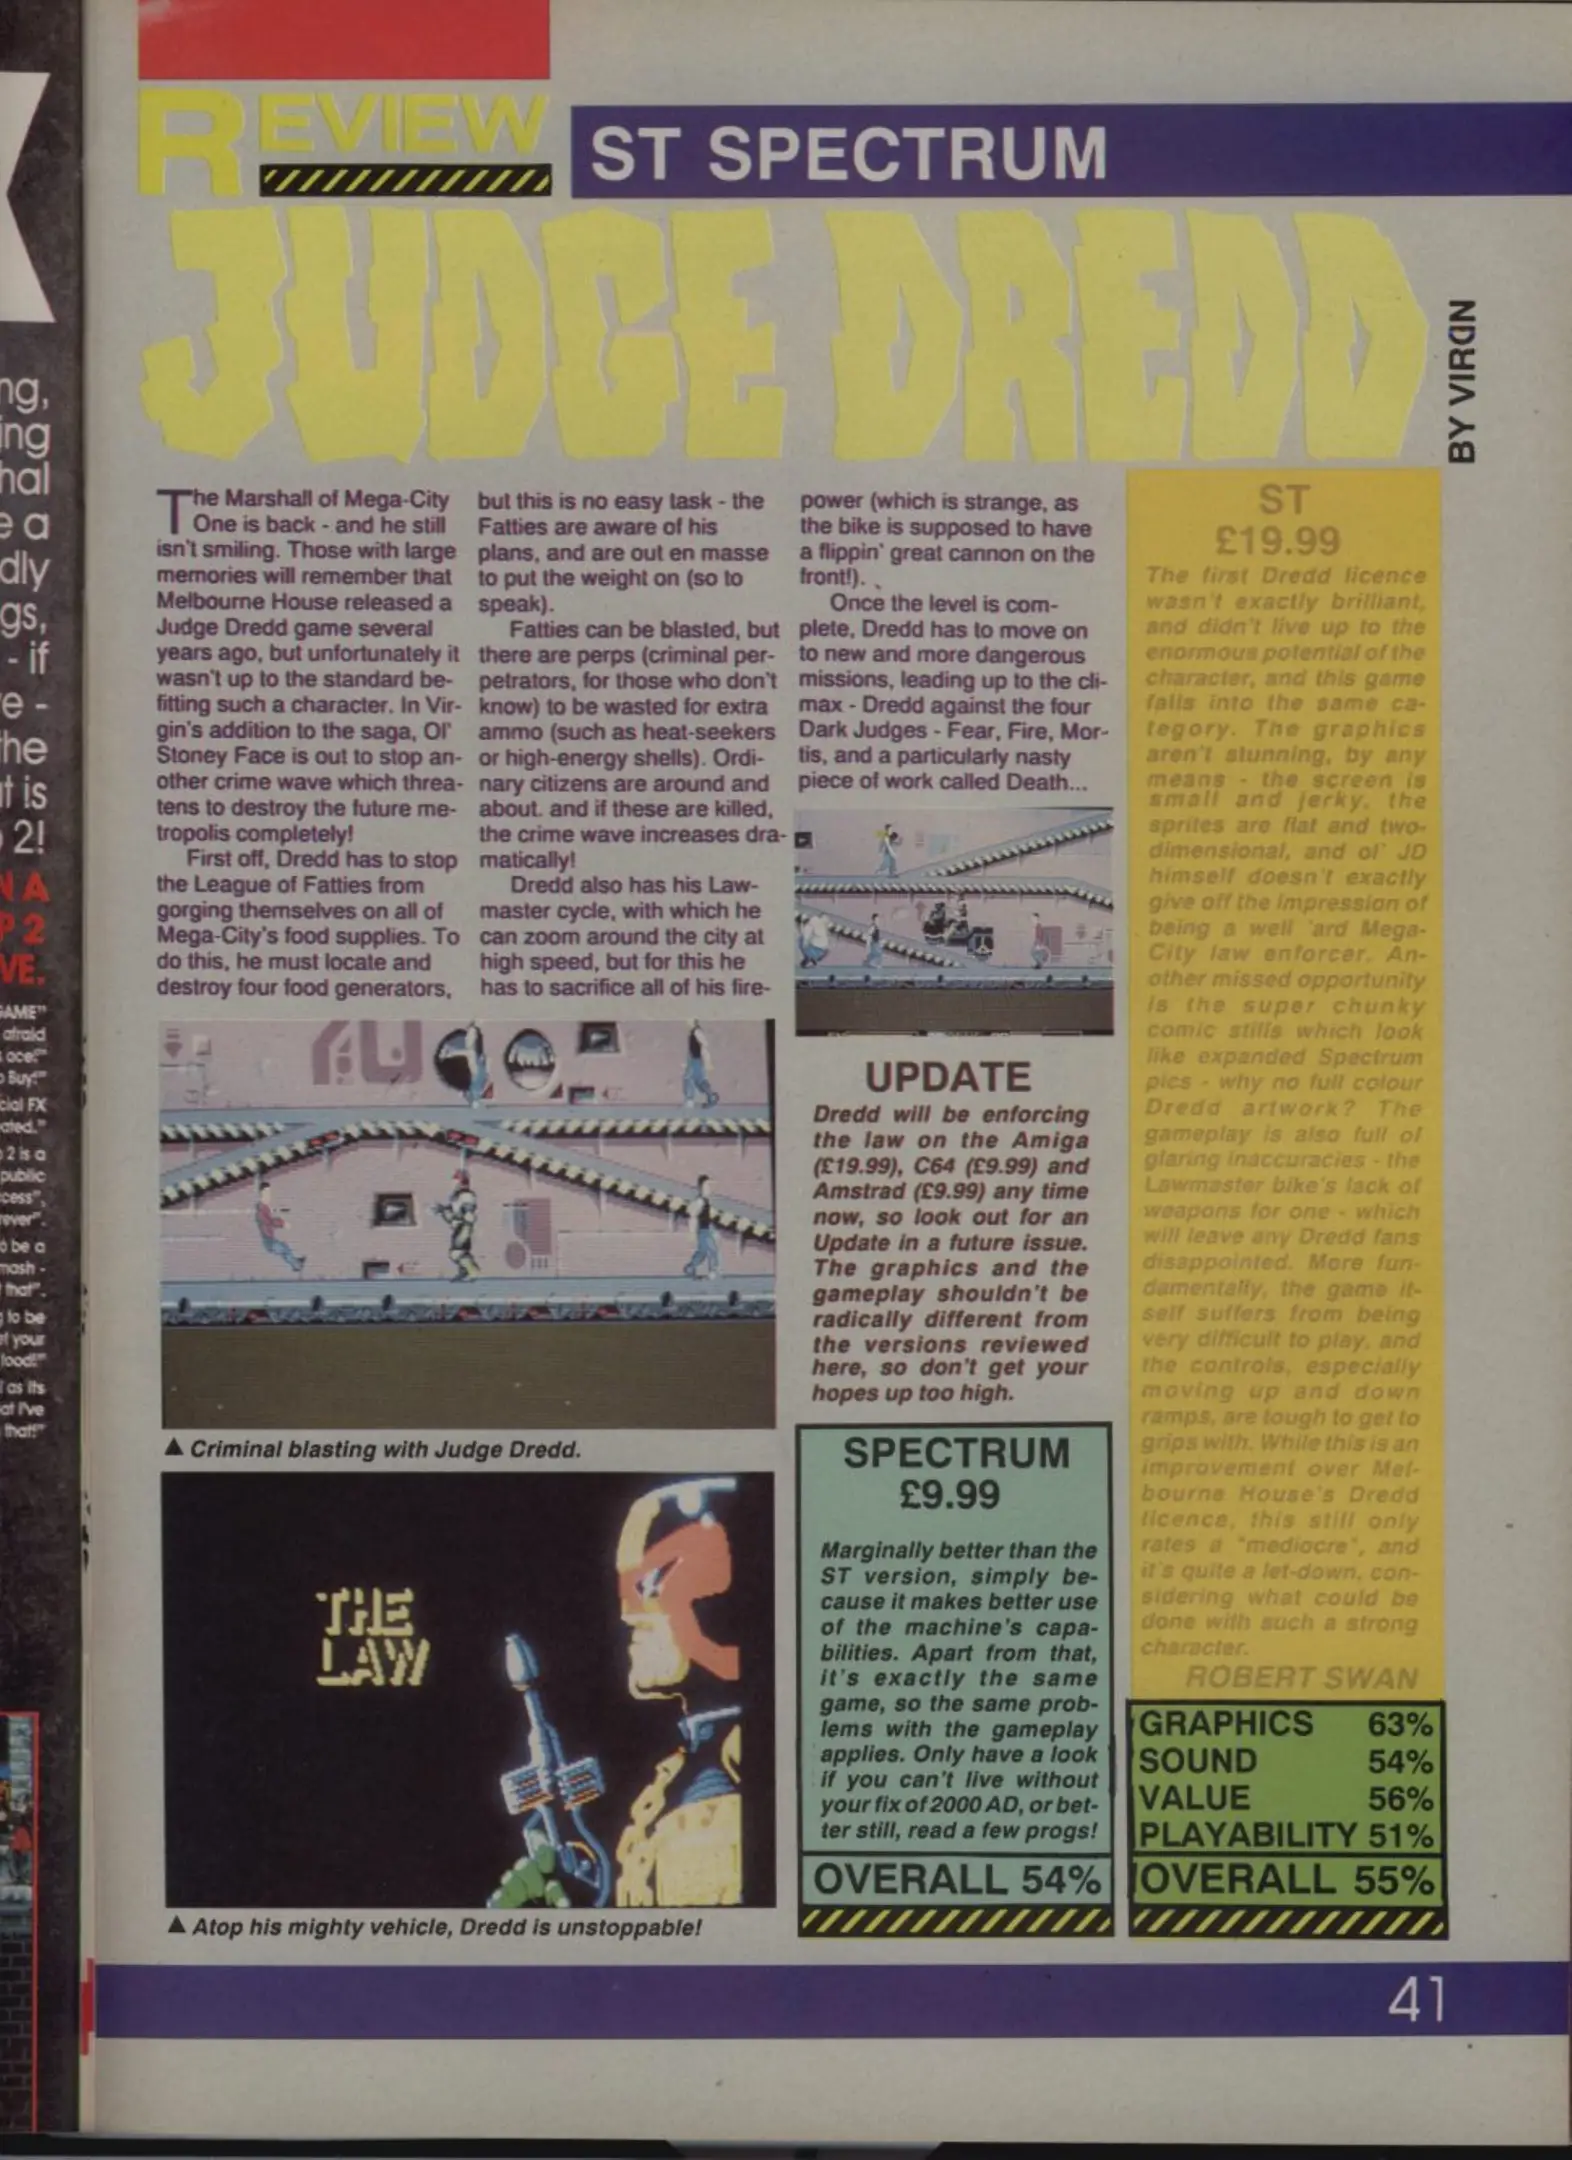 REVIEW
ST SPECTRUM
JUDGE DREDD
BY VIRGIN
The Marshall of Mega-City
One is back - and he still
isn't smiling. Those with large
memories will remember that
Melbourne House released a
Judge Dredd game several
years ago, but unfortunately it
wasn't up to the standard be-
fitting such a character. In Vir-
gin's addition to the saga, Ol'
Stoney Face is out to stop an-
other crime wave which threa-
tens to destroy the future me-
tropolis completely!
First off, Dredd has to stop
the League of Fatties from
gorging themselves on all of
Mega-City's food supplies. To
do this, he must locate and
destroy four food generators,
but this is no easy task - the
Fatties are aware of his
plans, and are out en masse
to put the weight on (so to
speak).
Fatties can be blasted, but
there are perps (criminal per-
petrators, for those who don't
know) to be wasted for extra
ammo (such as heat-seekers
or high-energy shells). Ordi-
nary citizens are around and
about. and if these are killed,
the crime wave increases dra-
matically!
Dredd also has his Law-
master cycle, with which he
can zoom around the city at
high speed, but for this he
has to sacrifice all of his fire-
power (which is strange, as
the bike is supposed to have
a flippin' great cannon on the
front!).
Once the level is com-
plete, Dredd has to move on
to new and more dangerous
missions, leading up to the cli-
max - Dredd against the four
Dark Judges - Fear, Fire, Mor-
tis, and a particularly nasty
piece of work called Death...
▲ Criminal blasting with Judge Dredd.
THE
LAW
▲ Atop his mighty vehicle, Dredd is unstoppable!
UPDATE
Dredd will be enforcing
the law on the Amiga
(£19.99), C64 (£9.99) and
Amstrad (£9.99) any time
now, so look out for an
Update in a future issue.
The graphics and the
gameplay shouldn't be
radically different from
the versions reviewed
here, so don't get your
hopes up too high.
SPECTRUM
£9.99
Marginally better than the
ST version, simply be-
cause it makes better use
of the machine's capa-
bilities. Apart from that,
it's exactly the same
game, so the same prob-
lems with the gameplay
applies. Only have a look
if you can't live without
your fix of 2000 AD, or bet-
ter still, read a few progs!
OVERALL 54%
ST
£19.99
The first Dredd licence
wasn't exactly brilliant,
and didn't live up to the
enormous potential of the
character, and this game
falls into the same ca-
tegory. The graphics
aren't stunning, by any
means - the screen is
small and jerky, the
sprites are flat and two-
dimensional, and ol' JD
himself doesn't exactly
give off the impression of
being a well 'ard Mega-
City law enforcer. An-
other missed opportunity
is the super chunky
comic stills which look
like expanded Spectrum
pics - why no full colour
Dredd artwork? The
gameplay is also full of
glaring inaccuracies - the
Lawmaster bike's lack of
weapons for one - which
will leave any Dredd fans
disappointed. More fun-
damentally, the game it-
self suffers from being
very difficult to play, and
the controls, especially
moving up and down
ramps, are tough to get to
grips with. While this is an
improvement over Mel-
bourne House's Dredd
licence, this still only
rates a "mediocre", and
it's quite a let-down, con-
sidering what could be
done with such a strong
character.
ROBERT SWAN
GRAPHICS 63%
SOUND 54%
VALUE 56%
PLAYABILITY 51%
OVERALL 55%
41